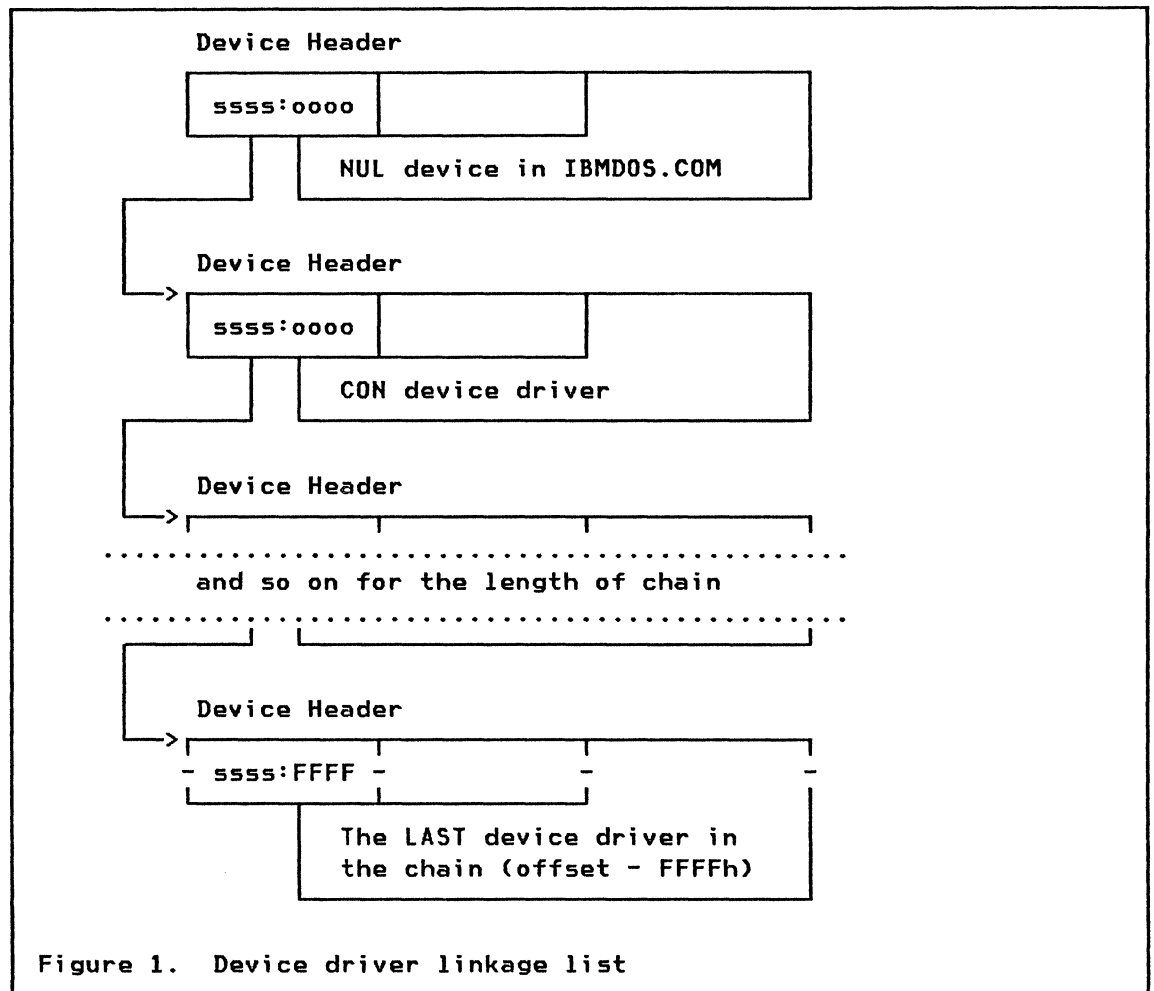 Device Header
ssss:oooo
NUL device in IBMDOS.COM
Device Header
ssss:oooo
CON device driver
Device Header
and so on for the length of chain
Device Header
ssss:FFFF
The LAST device driver in
the chain (offset - FFFFh)
Figure 1. Device driver linkage list